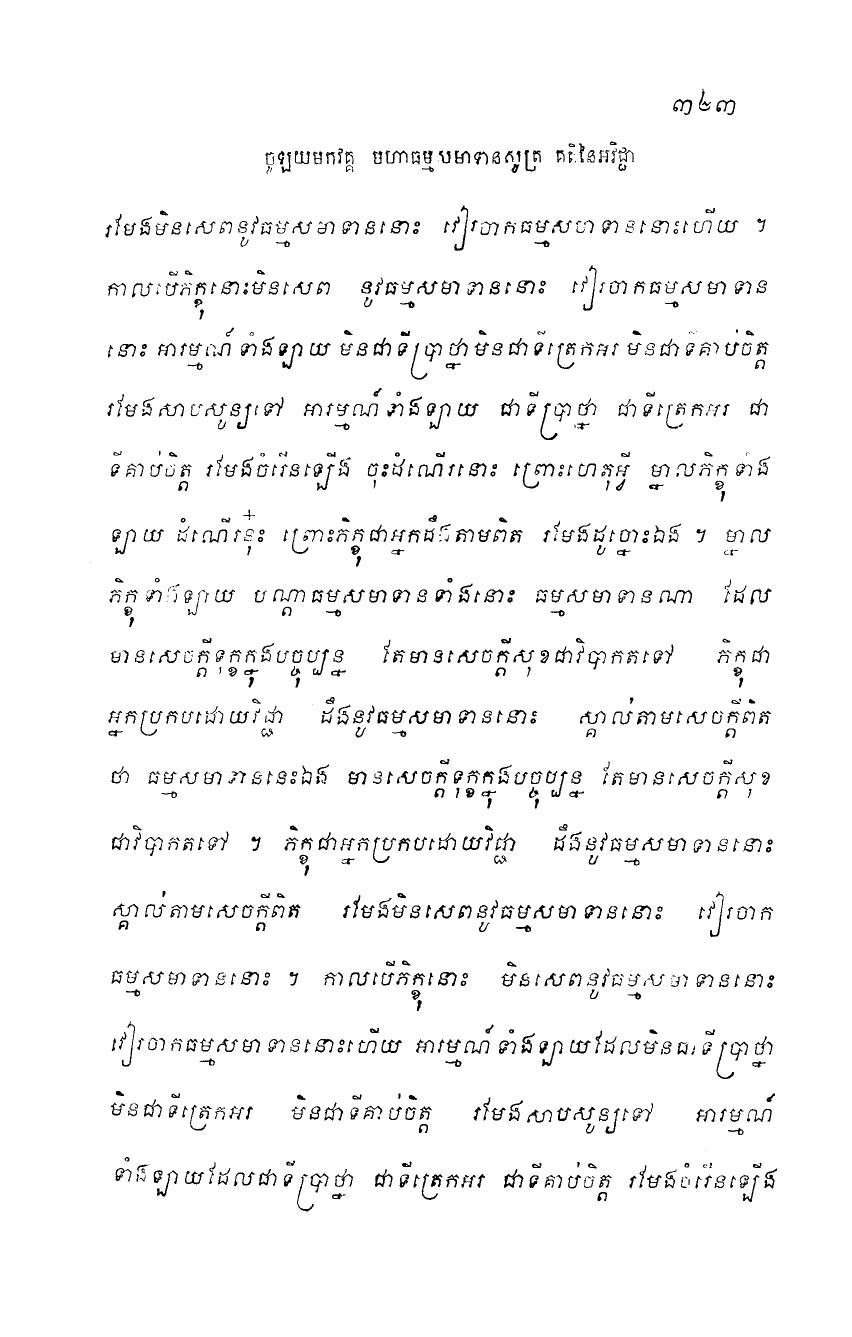 ៣៤៣
ចូឡយមកវគ្គ មហាធម្មសមាទានសូត្រ គតិនៃអវិជ្ជា
រមែងមិនសេពនូវធម្មសមាទាននោះ វៀរចាកធម្មសមាទាននោះហើយ ។
កាលបើភិក្ខុនោះមិនសេព នូវធម្មសមាទាននោះ វៀរចាកធម្មសមាទាន
នោះ អារម្មណ៍ទាំងឡាយ មិនជាទីប្រាថ្នាមិនជាទីត្រេកអរ មិនជាទីគាប់ចិត្ត
រមែងសាបសូន្យទៅ អារម្មណ៍ទាំងឡាយ ជាទីប្រាថ្នា ជាទីត្រេកអរ ជា
ទីគាប់ចិត្ត រមែងចំរើនឡើង ចុះដំណើរនោះ ព្រោះហេតុអ្វី ម្នាលភិក្ខុទាំង
ឡាយ ដំណើរនុ៎ះ ព្រោះភិក្ខុជាអ្នកដឹងតាមពិត រមែងដូច្នោះឯង ។ ម្នាល
ភិក្ខុទាំងឡាយ បណ្តាធម្មសមាទានទាំងនោះ ធម្មសមាទានណា ដែល
មានសេចក្តីទុក្ខក្នុងបច្ចុប្បន្ន តែមានសេចក្តីសុខជាវិបាកតទៅ ភិក្ខុជា
អ្នកប្រកបដោយវិជ្ជា ដឹងនូវធម្មសមាទាននោះ ស្គាល់តាមសេចក្តីពិត
ថា ធម្មសមាទាននេះឯង មានសេចក្តីទុក្ខក្នុងបច្ចុប្បន្ន តែមានសេចក្តីសុខ
ជាវិបាកតទៅ ។ ភិក្ខុជាអ្នកប្រកបដោយវិជ្ជា ដឹងនូវធម្មសមាទាននោះ
ស្គាល់តាមសេចក្តីពិត រមែងមិនសេពនូវធម្មសមាទាននោះ វៀរចាក
ធម្មសមាទាននោះ ។ កាលបើភិក្ខុនោះ មិនសេពនូវធម្មសមាទាននោះ
វៀរចាកធម្មសមាទាននោះហើយ អារម្មណ៍ទាំងឡាយដែលមិនជាទីប្រាថ្នា
មិនជាទីត្រេកអរ មិនជាទីគាប់ចិត្ត រមែងសាបសូន្យទៅ អារម្មណ៍
ទាំងឡាយដែលជាទីប្រាថ្នា ជាទីត្រេកអរ ជាទីគាប់ចិត្ត រមែងចំរើនឡើង